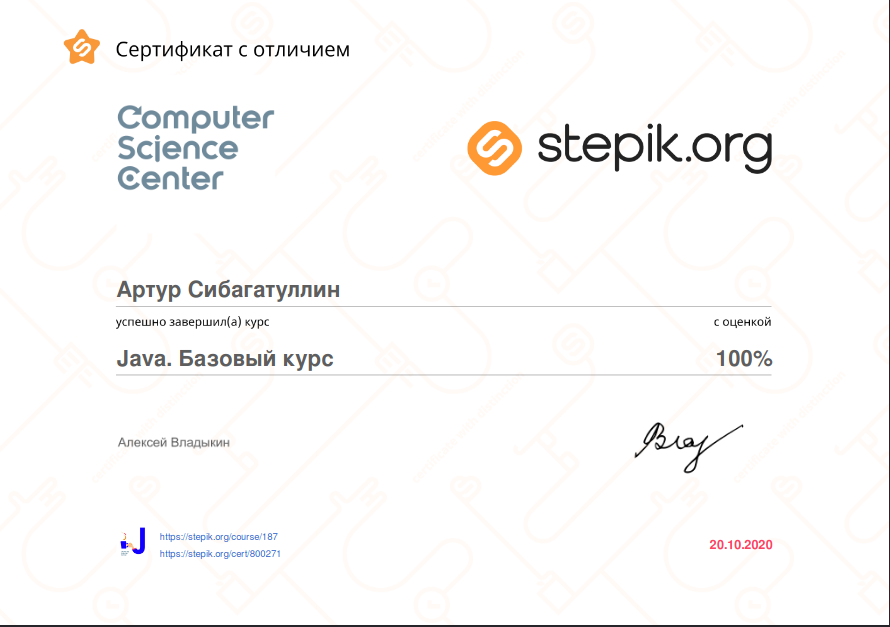 Сертификат с отличием
Computer
Science
Center
stepik.org
Артур Сибагатуллин
успешно завершил(а) курс
с оценкой
Java. Базовый курс
100%
Алексей Владыкин
J
https://stepik.org/course/187
https://stepik.org/cert/800271
20.10.2020